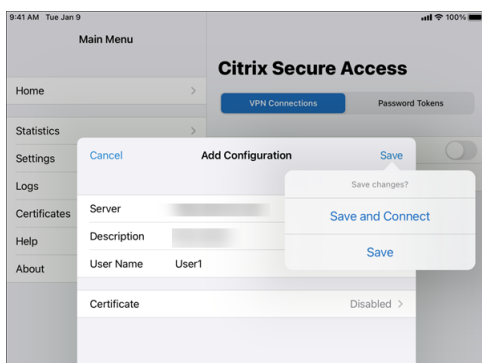 9:41 AM Tue Jan 9
100%
Main Menu
Citrix Secure Access
Home
VPN Connections
Password Tokens
Statistics
Settings
Logs
Certificates
Help
About
Cancel
Add Configuration
Save
Save changes?
Save and Connect
Save
Server
Description
User Name User1
Certificate
Disabled